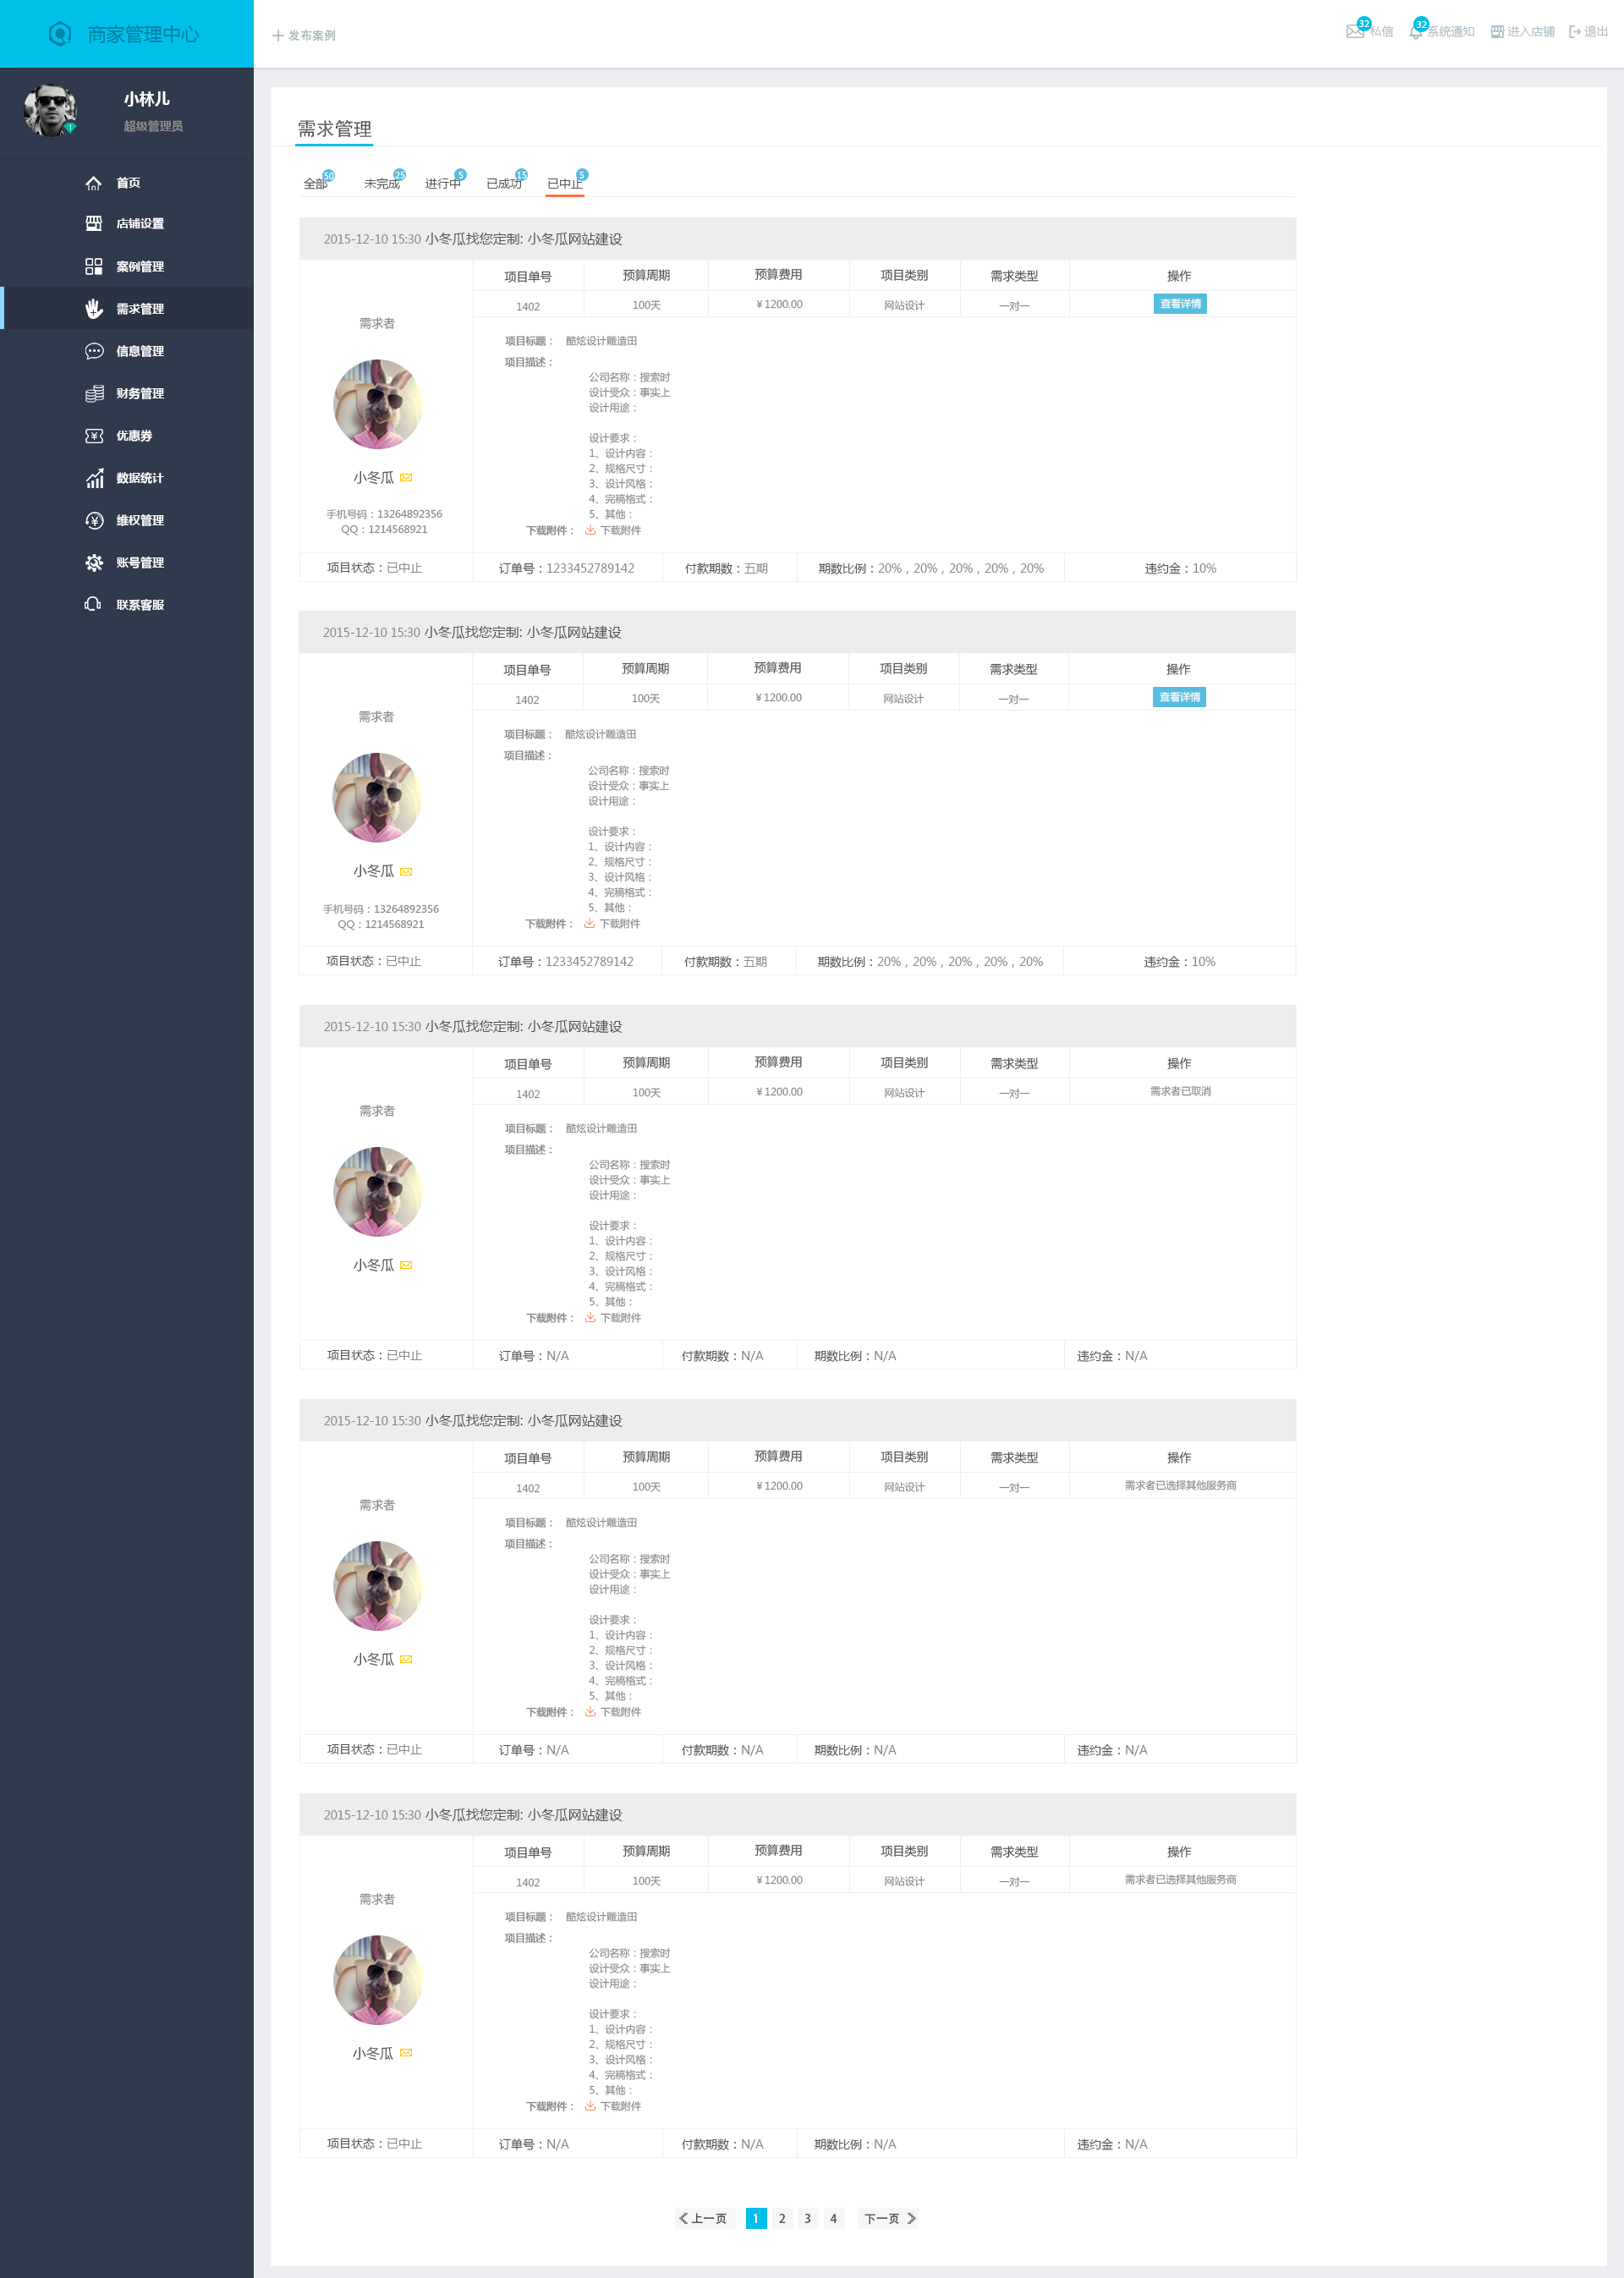 商家管理中心
发布案例
32
私信
32
系统通知
进入店铺
退出
小林儿
超级管理员
首页
店铺设置
案例管理
需求管理
信息管理
财务管理
优惠券
数据统计
维权管理
账号管理
联系客服
需求管理
全部 50 未完成 25 进行中 5 已成功 15 已中止 5
2015-12-10 15:30 小冬瓜找您定制: 小冬瓜网站建设
项目单号 预算周期 预算费用 项目类别 需求类型 操作
1402 100天 ¥1200.00 网站设计 一对一 查看详情
需求者
小冬瓜
手机号码：13264892356
QQ：1214568921
项目标题： 酷炫设计雕造田
项目描述：
公司名称：搜索时
设计受众：事实上
设计用途：
设计要求：
1、设计内容：
2、规格尺寸：
3、设计风格：
4、完稿格式：
5、其他：
下载附件： 下载附件
项目状态：已中止 订单号：1233452789142 付款期数：五期 期数比例：20%，20%，20%，20%，20% 违约金：10%
2015-12-10 15:30 小冬瓜找您定制: 小冬瓜网站建设
项目单号 预算周期 预算费用 项目类别 需求类型 操作
1402 100天 ¥1200.00 网站设计 一对一 查看详情
需求者
小冬瓜
手机号码：13264892356
QQ：1214568921
项目标题： 酷炫设计雕造田
项目描述：
公司名称：搜索时
设计受众：事实上
设计用途：
设计要求：
1、设计内容：
2、规格尺寸：
3、设计风格：
4、完稿格式：
5、其他：
下载附件： 下载附件
项目状态：已中止 订单号：1233452789142 付款期数：五期 期数比例：20%，20%，20%，20%，20% 违约金：10%
2015-12-10 15:30 小冬瓜找您定制: 小冬瓜网站建设
项目单号 预算周期 预算费用 项目类别 需求类型 操作
1402 100天 ¥1200.00 网站设计 一对一 需求者已取消
需求者
小冬瓜
项目标题： 酷炫设计雕造田
项目描述：
公司名称：搜索时
设计受众：事实上
设计用途：
设计要求：
1、设计内容：
2、规格尺寸：
3、设计风格：
4、完稿格式：
5、其他：
下载附件： 下载附件
项目状态：已中止 订单号：N/A 付款期数：N/A 期数比例：N/A 违约金：N/A
2015-12-10 15:30 小冬瓜找您定制: 小冬瓜网站建设
项目单号 预算周期 预算费用 项目类别 需求类型 操作
1402 100天 ¥1200.00 网站设计 一对一 需求者已选择其他服务商
需求者
小冬瓜
项目标题： 酷炫设计雕造田
项目描述：
公司名称：搜索时
设计受众：事实上
设计用途：
设计要求：
1、设计内容：
2、规格尺寸：
3、设计风格：
4、完稿格式：
5、其他：
下载附件： 下载附件
项目状态：已中止 订单号：N/A 付款期数：N/A 期数比例：N/A 违约金：N/A
2015-12-10 15:30 小冬瓜找您定制: 小冬瓜网站建设
项目单号 预算周期 预算费用 项目类别 需求类型 操作
1402 100天 ¥1200.00 网站设计 一对一 需求者已选择其他服务商
需求者
小冬瓜
项目标题： 酷炫设计雕造田
项目描述：
公司名称：搜索时
设计受众：事实上
设计用途：
设计要求：
1、设计内容：
2、规格尺寸：
3、设计风格：
4、完稿格式：
5、其他：
下载附件： 下载附件
项目状态：已中止 订单号：N/A 付款期数：N/A 期数比例：N/A 违约金：N/A
上一页 1 2 3 4 下一页